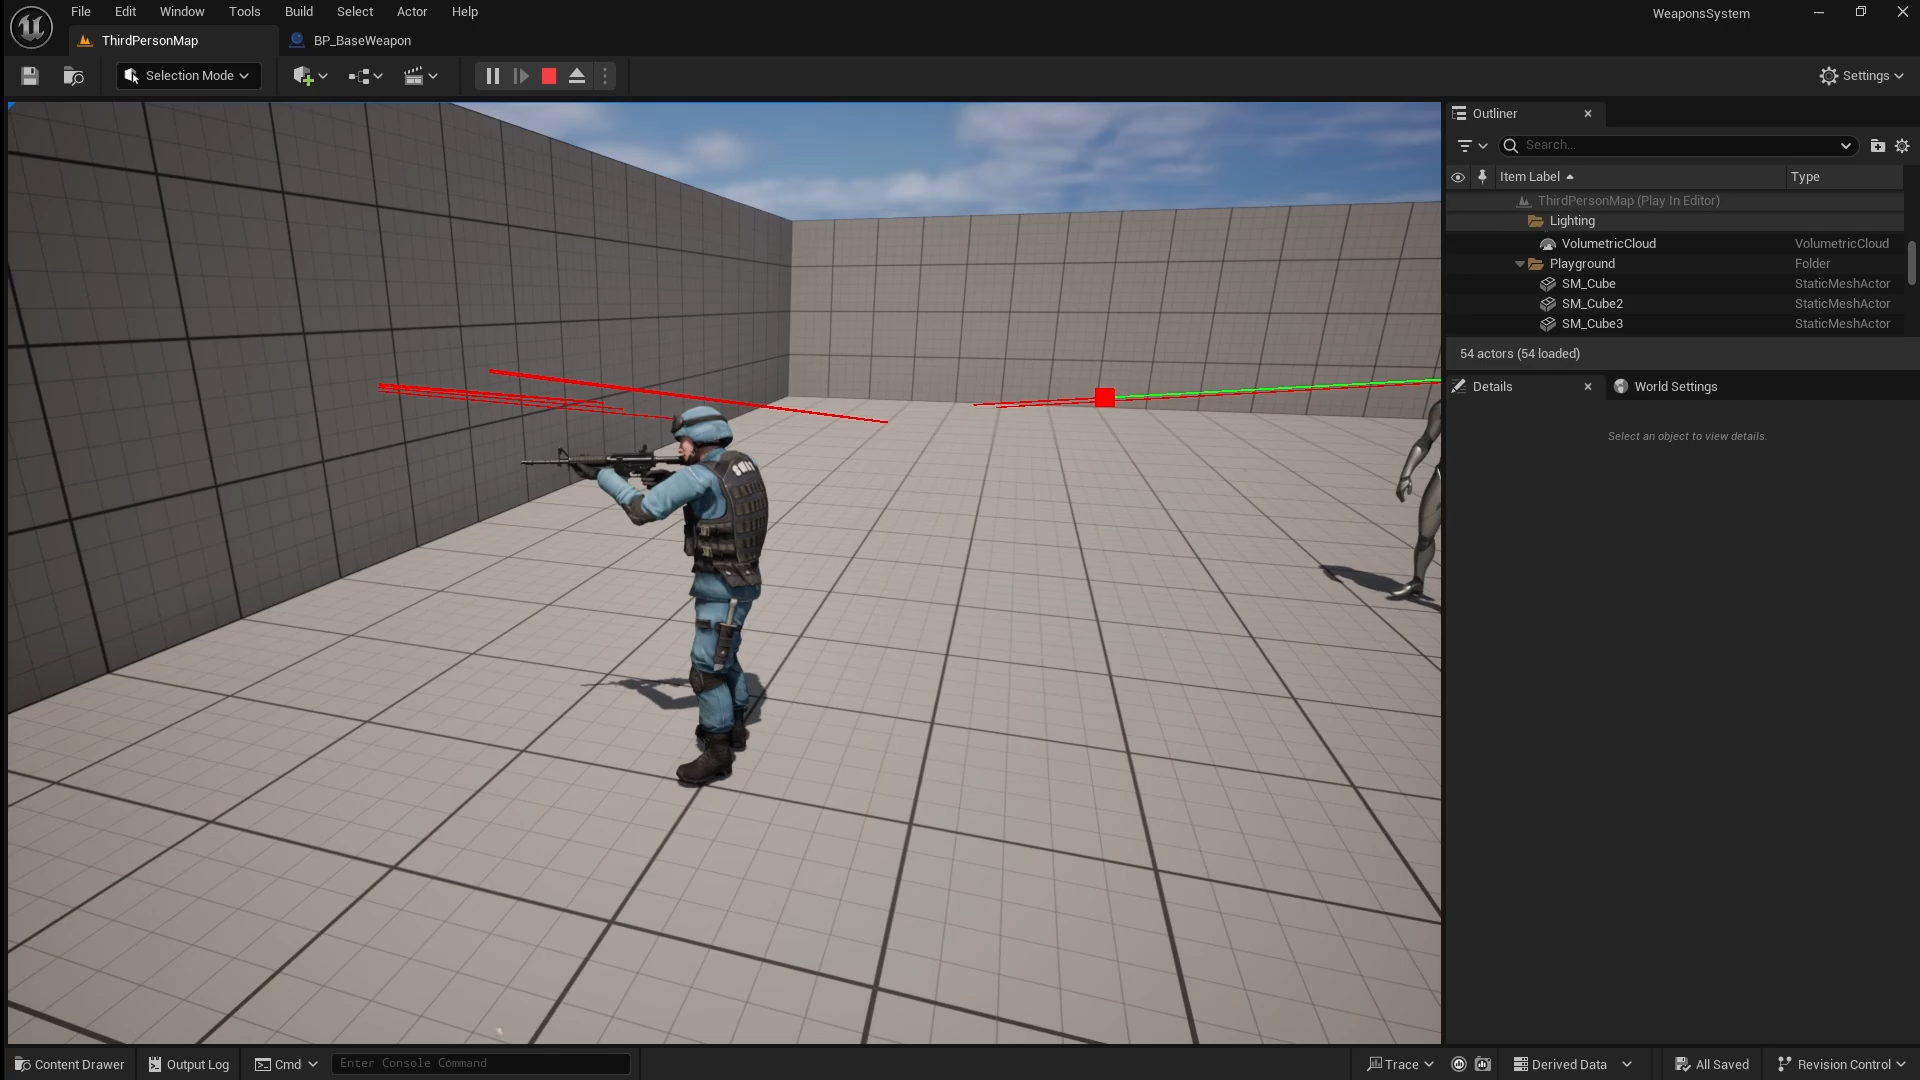 File Edit Window Tools Build Select Actor Help
WeaponsSystem
ThirdPersonMap
BP_BaseWeapon
Selection Mode
Settings
Outliner
Search...
Item Label
Type
ThirdPersonMap (Play In Editor)
Lighting
VolumetricCloud VolumetricCloud
Playground Folder
SM_Cube StaticMeshActor
SM_Cube2 StaticMeshActor
SM_Cube3 StaticMeshActor
54 actors (54 loaded)
Details
World Settings
Select an object to view details.
SWAT
Content Drawer
Output Log
Cmd
Enter Console Command
Trace
Derived Data
All Saved
Revision Control